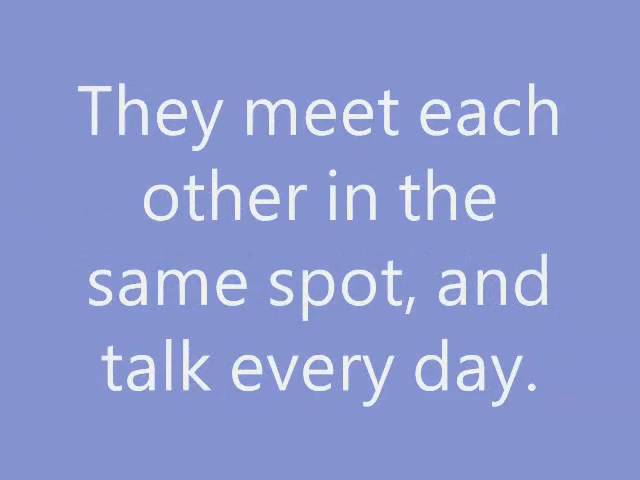 They meet each
other in the
same spot, and
talk every day.